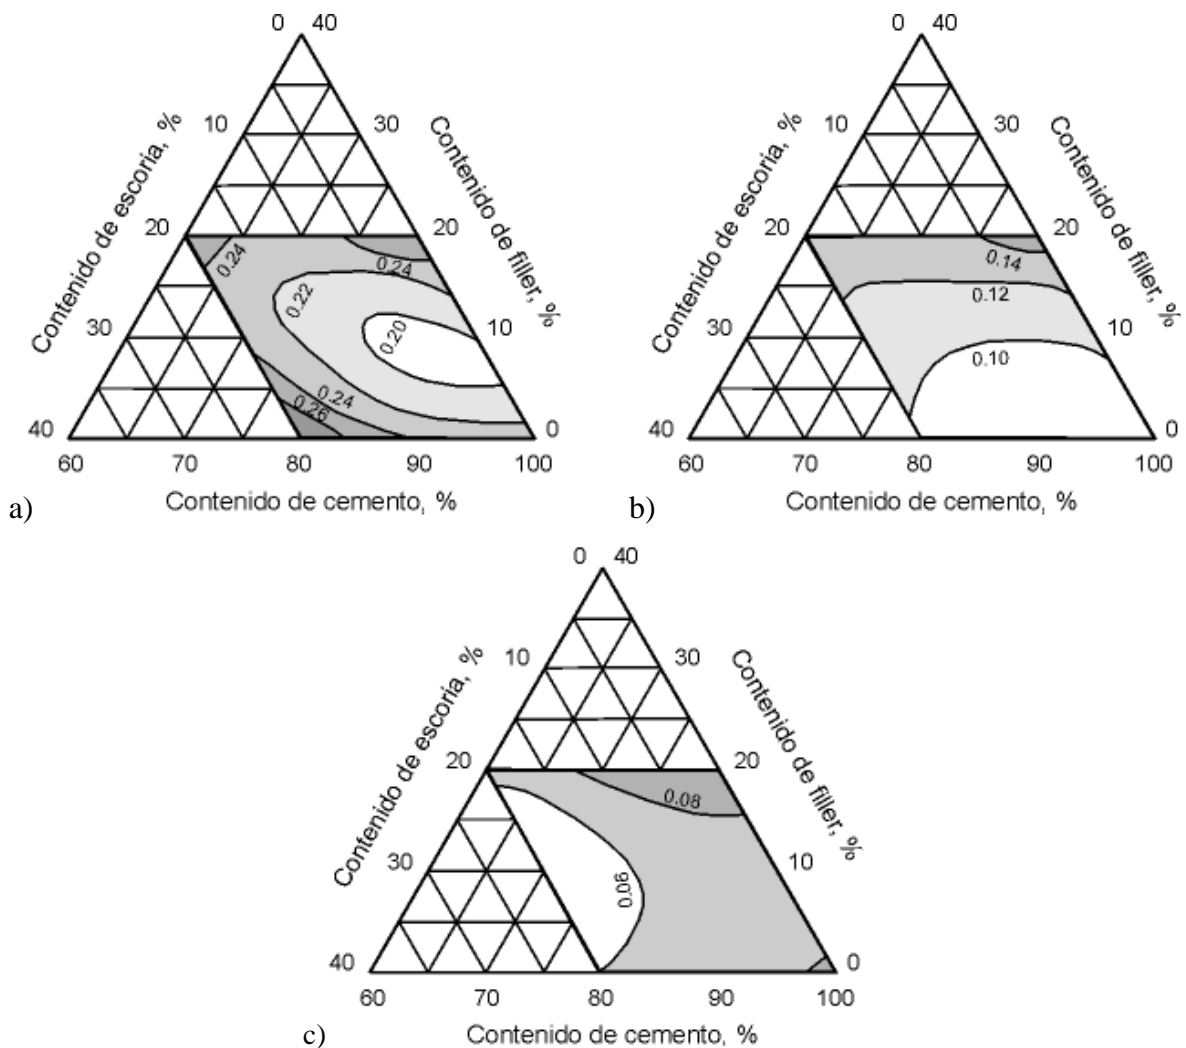 0 40
10 30
Contenido de escoria, %
Contenido de filler, %
20 20
0.24
0.24
0.22
0.20
30 10
0.24
0.26
40 0
60 70 80 90 100
a) Contenido de cemento, %
0 40
10 30
Contenido de escoria, %
Contenido de filler, %
20 20
0.14
0.12
30 10
0.10
40 0
60 70 80 90 100
b) Contenido de cemento, %
0 40
10 30
Contenido de escoria, %
Contenido de filler, %
20 20
0.08
30 10
0.06
40 0
60 70 80 90 100
c) Contenido de cemento, %